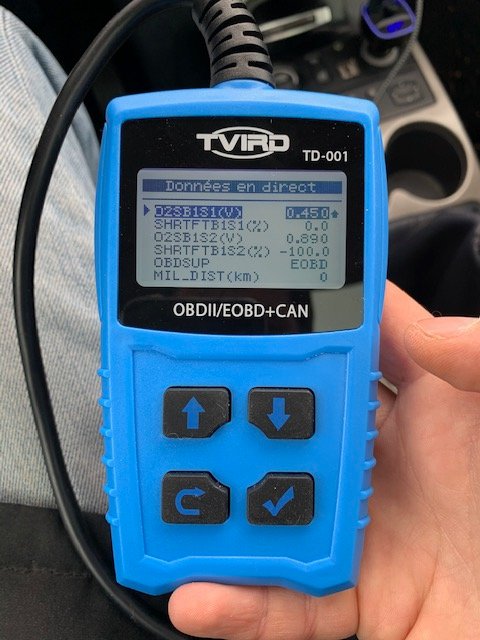 TVIRD
TD-001
Données en direct
O2SB1S1(V) 0.450
SHRTFTB1S1(%) 0.0
O2SB1S2(V) 0.890
SHRTFTB1S2(%) -100.0
OBDSUP EOBD
MIL_DIST(km) 0
OBDII/EOBD+CAN